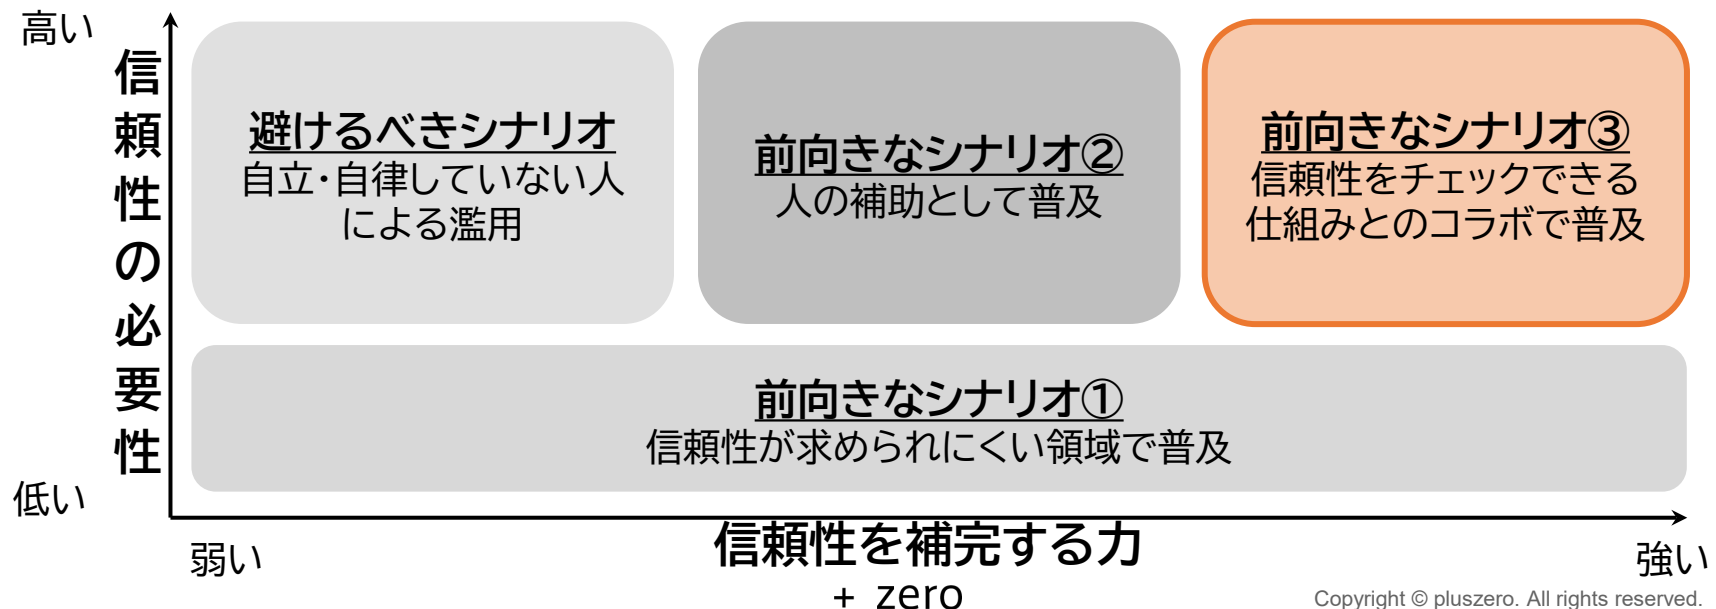 高い
信頼性の必要性
低い
避けるべきシナリオ
自立・自律していない人
による濫用
前向きなシナリオ②
人の補助として普及
前向きなシナリオ③
信頼性をチェックできる
仕組みとのコラボで普及
前向きなシナリオ①
信頼性が求められにくい領域で普及
弱い
信頼性を補完する力
強い
+ zero
Copyright © pluszero. All rights reserved.